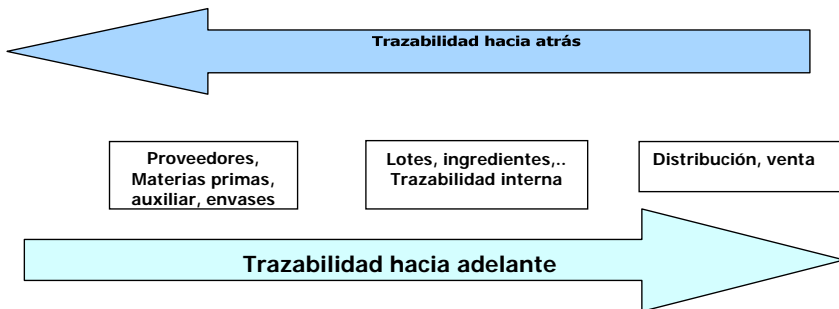 Trazabilidad hacia atrás
Proveedores,
Materias primas,
auxiliar, envases
Lotes, ingredientes,..
Trazabilidad interna
Distribución, venta
Trazabilidad hacia adelante